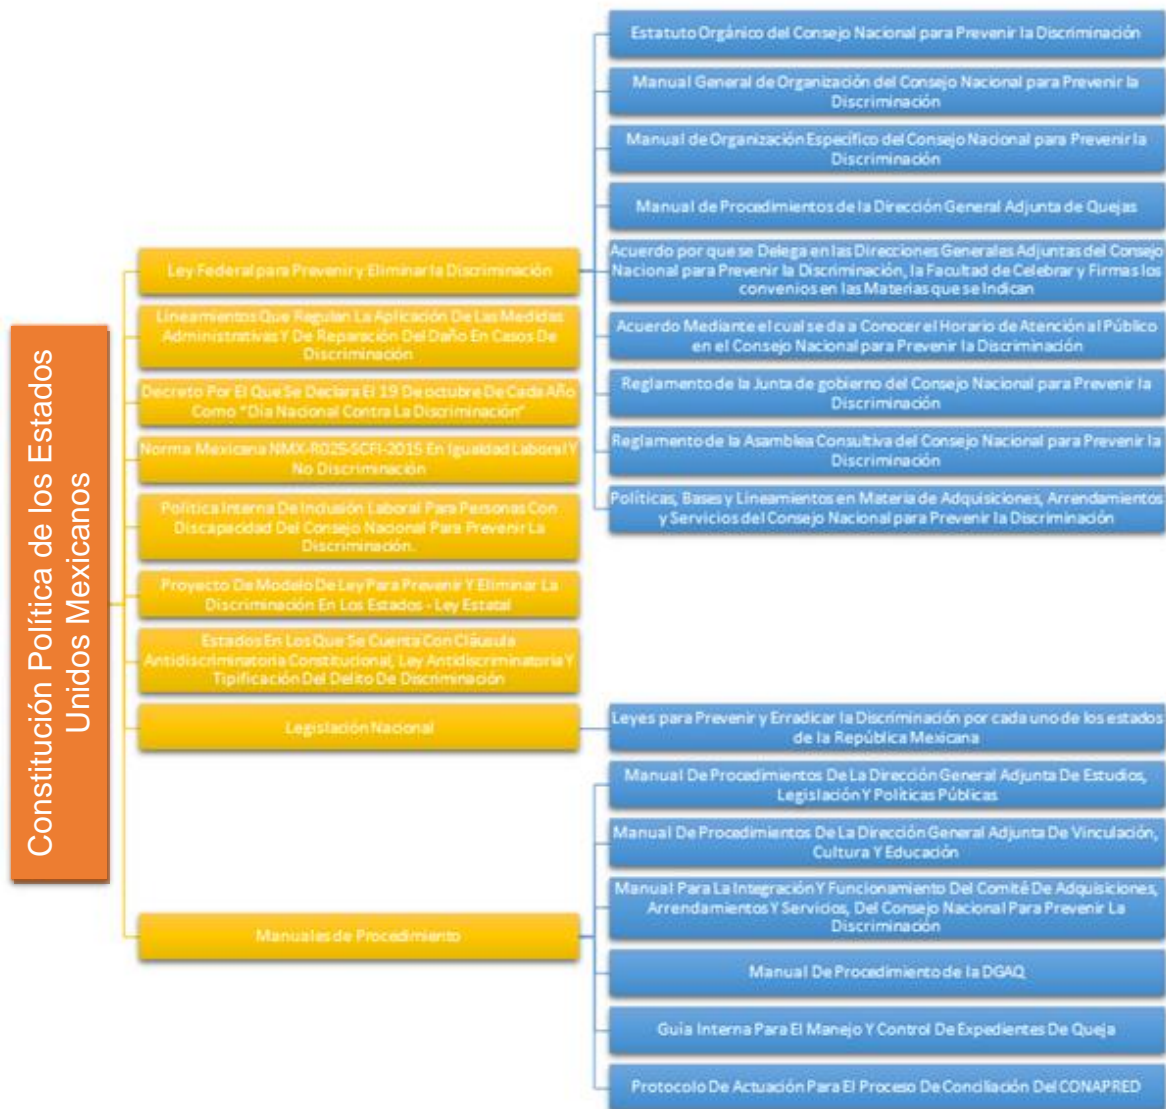 Constitución Política de los Estados
Unidos Mexicanos
Ley Federal para Prevenir y Eliminar la Discriminación
Lineamientos Que Regulan La Aplicación De Las Medidas
Administrativas Y De Reparación Del Daño En Casos De
Discriminación
Decreto Por El Que Se Declara El 19 De octubre De Cada Año
Como "Día Nacional Contra La Discriminación"
Norma Mexicana NMX-R025-SCFI-2015 En Igualdad Laboral Y
No Discriminación
Política Interna De Inclusión Laboral Para Personas Con
Discapacidad Del Consejo Nacional Para Prevenir La
Discriminación.
Proyecto De Modelo De Ley Para Prevenir Y Eliminar La
Discriminación En Los Estados - Ley Estatal
Estados En Los Que Se Cuenta Con Cláusula
Antidiscriminatoria Constitucional, Ley Antidiscriminatoria Y
Tipificación Del Delito De Discriminación
Legislación Nacional
Manuales de Procedimiento
Estatuto Orgánico del Consejo Nacional para Prevenir la Discriminación
Manual General de Organización del Consejo Nacional para Prevenir la
Discriminación
Manual de Organización Específico del Consejo Nacional para Prevenir la
Discriminación
Manual de Procedimientos de la Dirección General Adjunta de Quejas
Acuerdo por que se Delega en las Direcciones Generales Adjuntas del Consejo
Nacional para Prevenir la Discriminación, la Facultad de Celebrar y Firmas los
convenios en las Materias que se Indican
Acuerdo Mediante el cual se da a Conocer el Horario de Atención al Público
en el Consejo Nacional para Prevenir la Discriminación
Reglamento de la Junta de gobierno del Consejo Nacional para Prevenir la
Discriminación
Reglamento de la Asamblea Consultiva del Consejo Nacional para Prevenir la
Discriminación
Políticas, Bases y Lineamientos en Materia de Adquisiciones, Arrendamientos
y Servicios del Consejo Nacional para Prevenir la Discriminación
Leyes para Prevenir y Erradicar la Discriminación por cada uno de los estados
de la República Mexicana
Manual De Procedimientos De La Dirección General Adjunta De Estudios,
Legislación Y Políticas Públicas
Manual De Procedimientos De La Dirección General Adjunta De Vinculación,
Cultura Y Educación
Manual Para La Integración Y Funcionamiento Del Comité De Adquisiciones,
Arrendamientos Y Servicios, Del Consejo Nacional Para Prevenir La
Discriminación
Manual De Procedimiento de la DGAQ
Guía Interna Para El Manejo Y Control De Expedientes De Queja
Protocolo De Actuación Para El Proceso De Conciliación Del CONAPRED